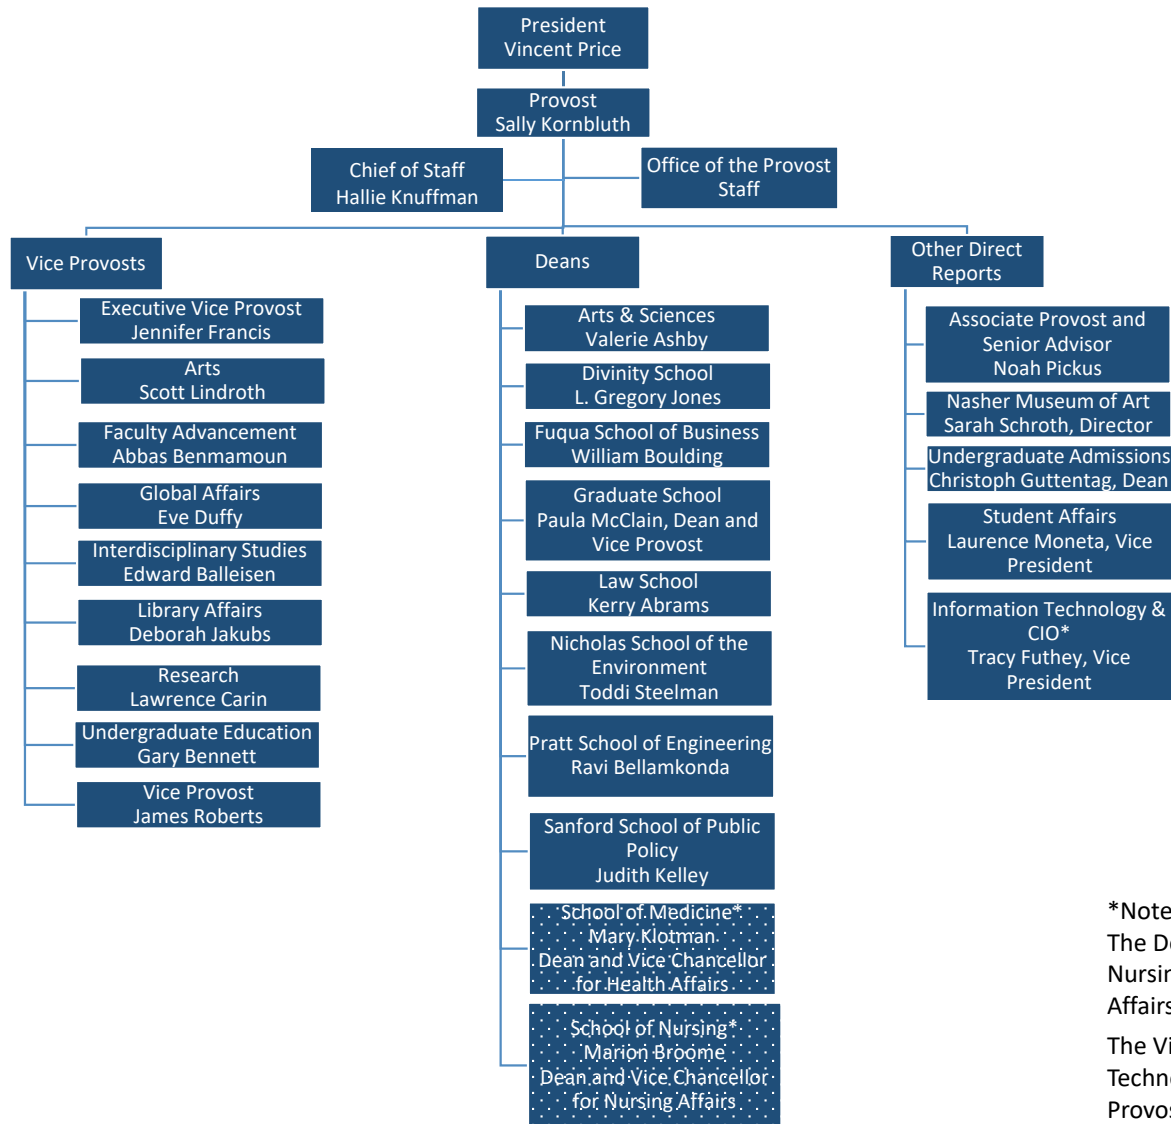 President
Vincent Price
Provost
Sally Kornbluth
Chief of Staff
Hallie Knuffman
Office of the Provost
Staff
Vice Provosts
Executive Vice Provost
Jennifer Francis
Arts
Scott Lindroth
Faculty Advancement
Abbas Benmamoun
Global Affairs
Eve Duffy
Interdisciplinary Studies
Edward Balleisen
Library Affairs
Deborah Jakubs
Research
Lawrence Carin
Undergraduate Education
Gary Bennett
Vice Provost
James Roberts
Deans
Arts & Sciences
Valerie Ashby
Divinity School
L. Gregory Jones
Fuqua School of Business
William Boulding
Graduate School
Paula McClain, Dean and
Vice Provost
Law School
Kerry Abrams
Nicholas School of the
Environment
Toddi Steelman
Pratt School of Engineering
Ravi Bellamkonda
Sanford School of Public
Policy
Judith Kelley
School of Medicine*
Mary Klotman
Dean and Vice Chancellor
for Health Affairs
School of Nursing*
Marion Broome
Dean and Vice Chancellor
for Nursing Affairs
Other Direct
Reports
Associate Provost and
Senior Advisor
Noah Pickus
Nasher Museum of Art
Sarah Schroth, Director
Undergraduate Admissions
Christoph Guttentag, Dean
Student Affairs
Laurence Moneta, Vice
President
Information Technology &
CIO*
Tracy Futhey, Vice
President
*Note
The
Affairs
The